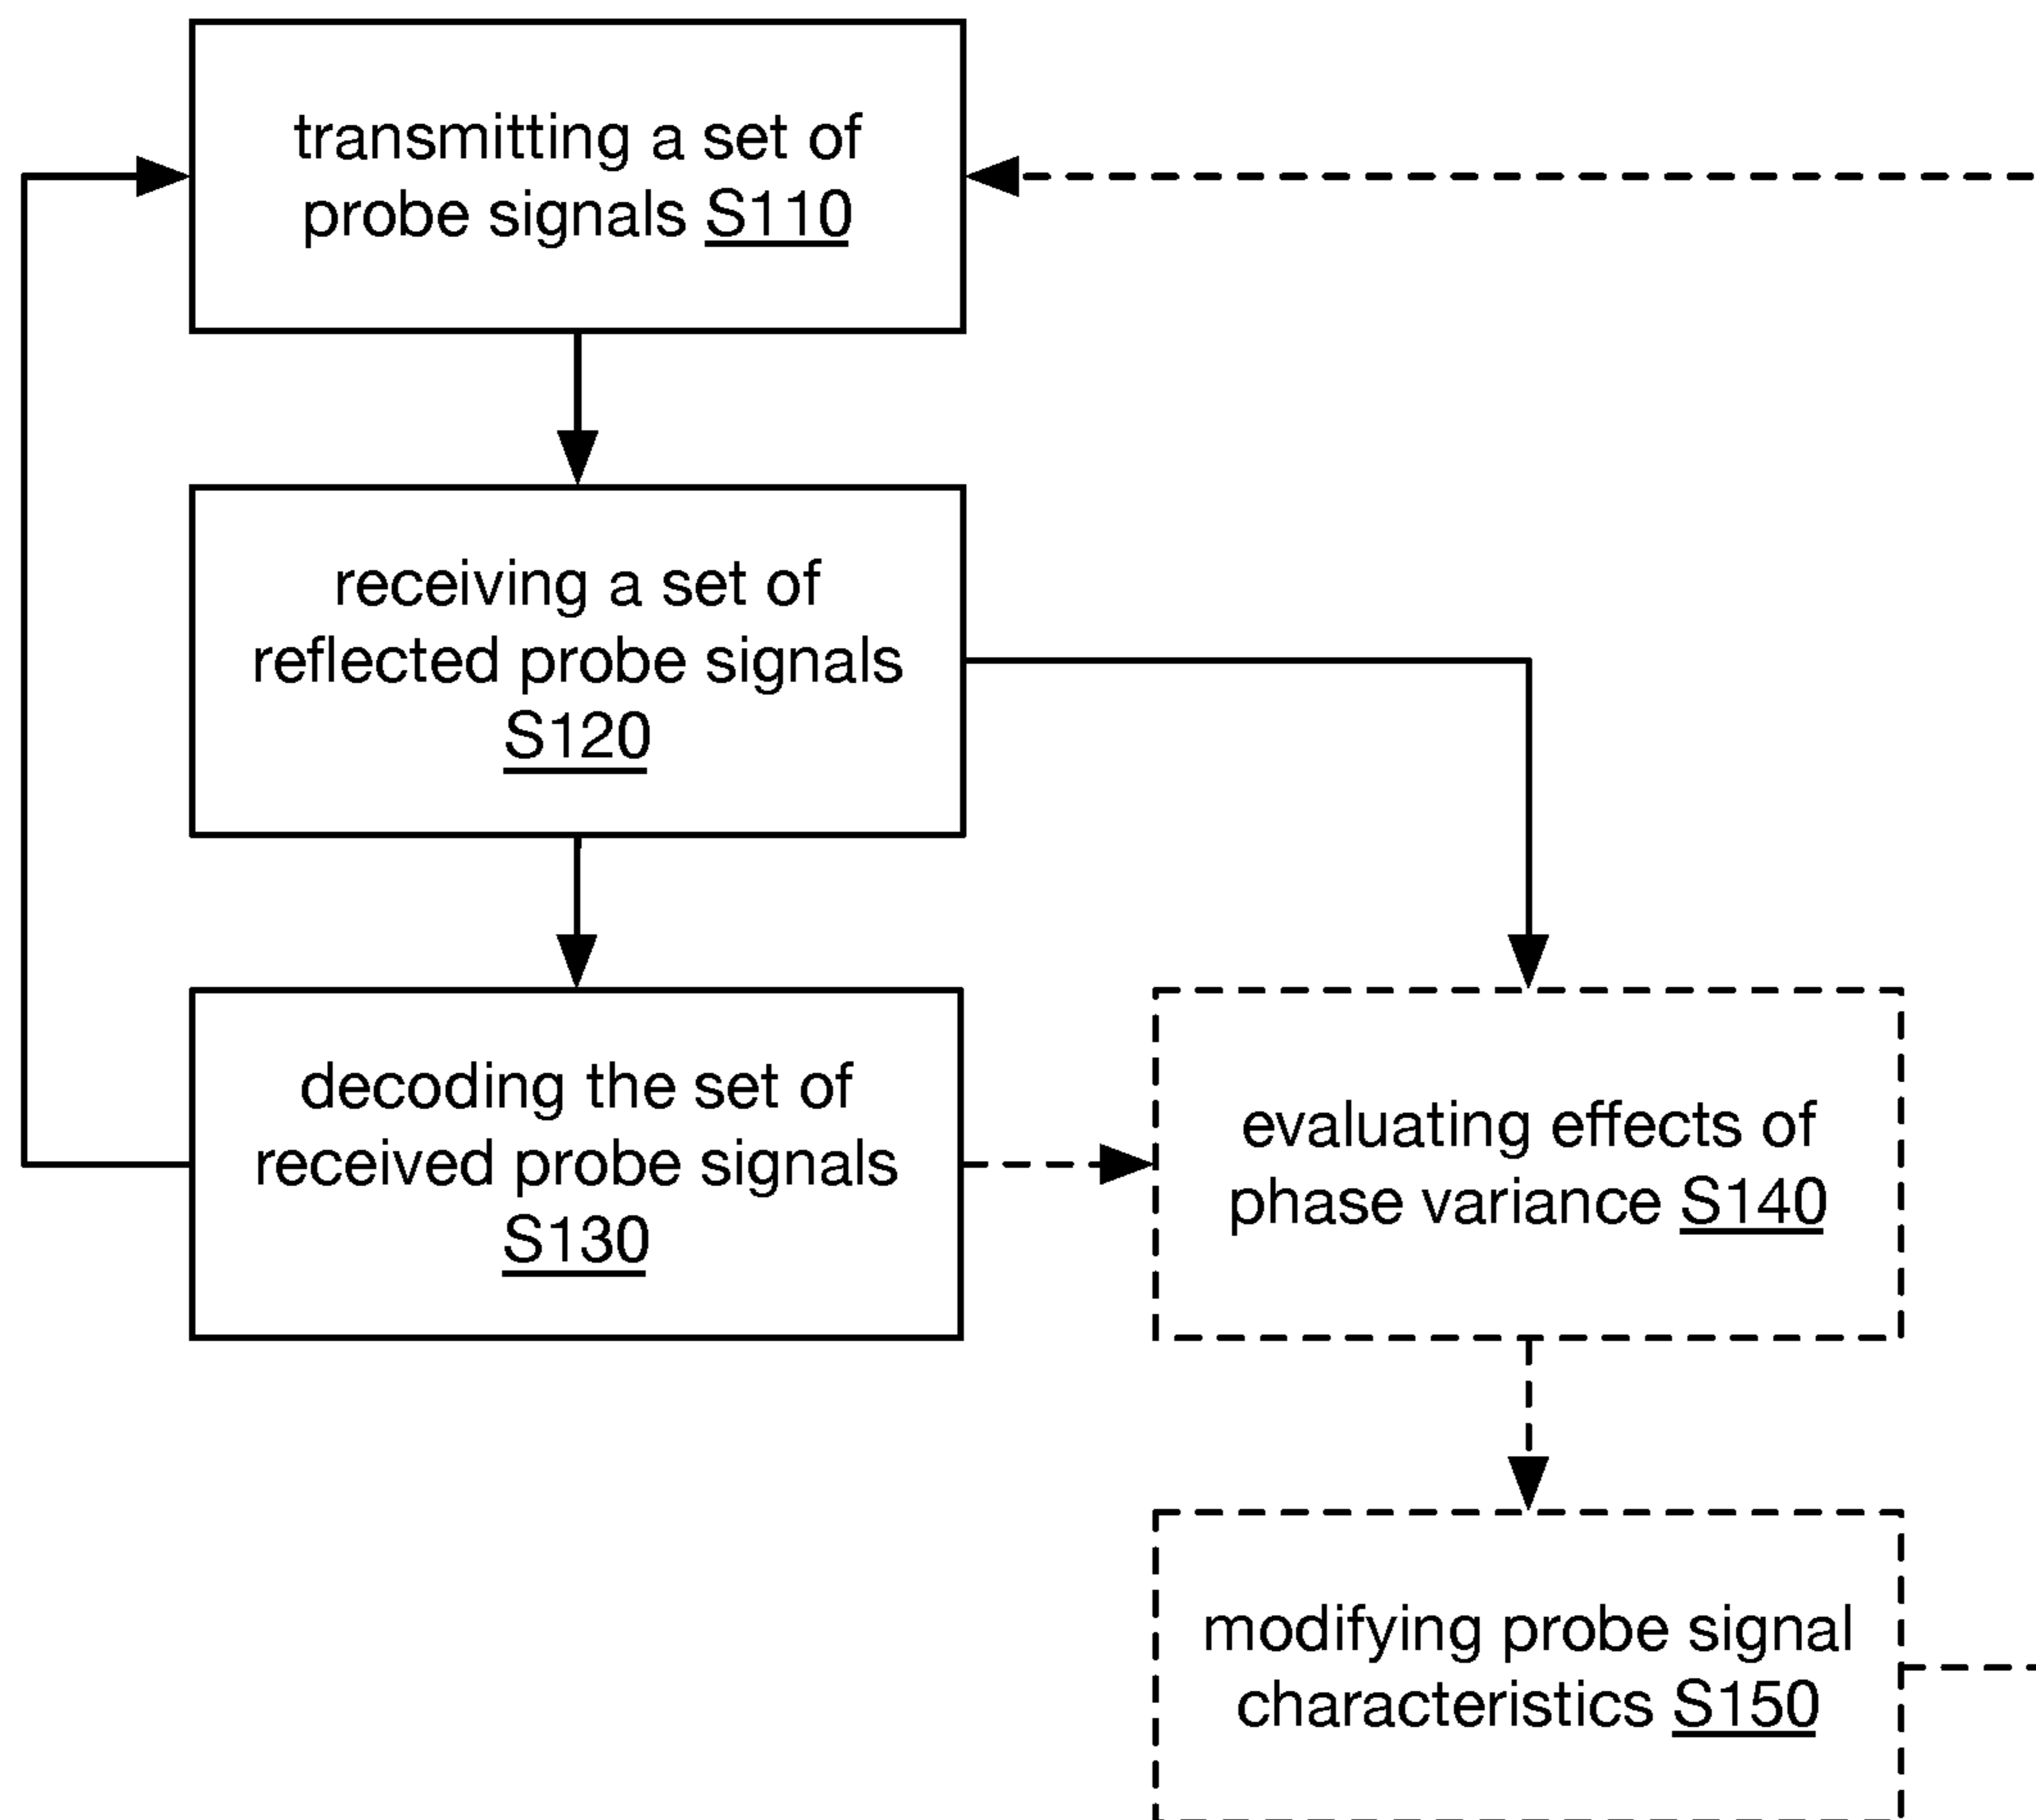 transmitting a set of
probe signals S110
receiving a set of
reflected probe signals
S120
decoding the set of
received probe signals
S130
evaluating effects of
phase variance S140
modifying probe signal
characteristics S150